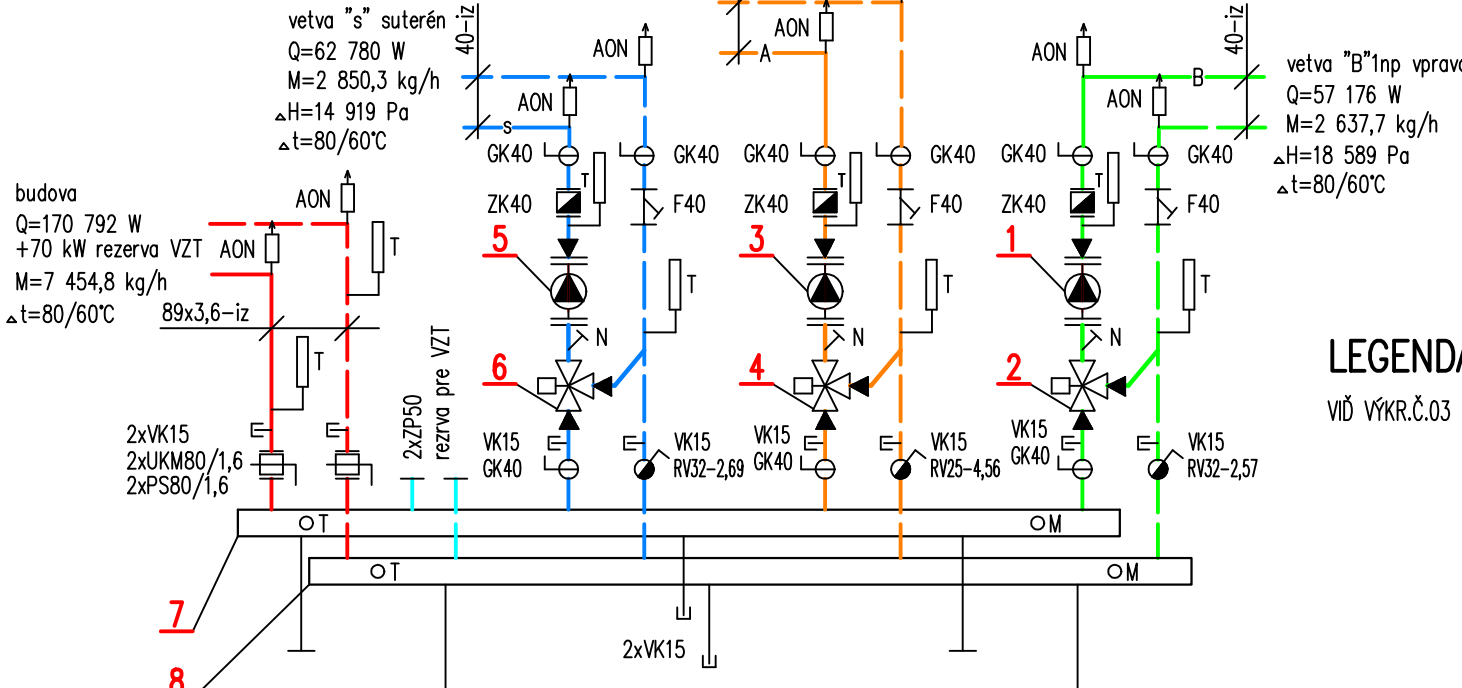 vetva "s" suterén
Q=62 780 W
M=2 850,3 kg/h
△H=14 919 Pa
△t=80/60°C
40-iz
AON
AON
s
AON
A
AON
AON
B
40-iz
vetva "B"1np vpravo
Q=57 176 W
M=2 637,7 kg/h
△H=18 589 Pa
△t=80/60°C
budova
Q=170 792 W
+70 kW rezerva VZT
M=7 454,8 kg/h
△t=80/60°C
AON
AON
T
89x3,6-iz
T
GK40
GK40
GK40
GK40
GK40
GK40
ZK40
T
F40
ZK40
T
F40
ZK40
T
F40
5
3
1
T
T
T
N
N
N
6
4
2
LEGENDA
VIĎ VÝKR.Č.03
2xVK15
2xUKM80/1,6
2xPS80/1,6
2xZP50
rezrva pre VZT
VK15
GK40
VK15
RV32-2,69
VK15
GK40
VK15
RV25-4,56
VK15
GK40
VK15
RV32-2,57
T
M
T
M
7
8
2xVK15